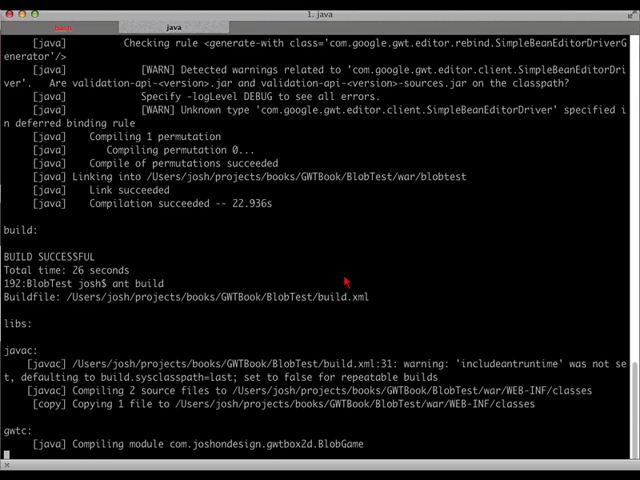 1. java
bash java
[java] Checking rule <generate-with class='com.google.gwt.editor.rebind.SimpleBeanEditorDriverG
enerator'/>
[java] [WARN] Detected warnings related to 'com.google.gwt.editor.client.SimpleBeanEditorDri
ver'. Are validation-api-<version>.jar and validation-api-<version>-sources.jar on the classpath?
[java] Specify -logLevel DEBUG to see all errors.
[java] [WARN] Unknown type 'com.google.gwt.editor.client.SimpleBeanEditorDriver' specified i
n deferred binding rule
[java] Compiling 1 permutation
[java] Compiling permutation 0...
[java] Compile of permutations succeeded
[java] Linking into /Users/josh/projects/books/GWTBook/BlobTest/war/blobtest
[java] Link succeeded
[java] Compilation succeeded -- 22.936s
build:
BUILD SUCCESSFUL
Total time: 26 seconds
192:BlobTest josh$ ant build
Buildfile: /Users/josh/projects/books/GWTBook/BlobTest/build.xml
libs:
javac:
[javac] /Users/josh/projects/books/GWTBook/BlobTest/build.xml:31: warning: 'includeantruntime' was not se
t, defaulting to build.sysclasspath=last; set to false for repeatable builds
[javac] Compiling 2 source files to /Users/josh/projects/books/GWTBook/BlobTest/war/WEB-INF/classes
[copy] Copying 1 file to /Users/josh/projects/books/GWTBook/BlobTest/war/WEB-INF/classes
gwtc:
[java] Compiling module com.joshondesign.gwtbox2d.BlobGame